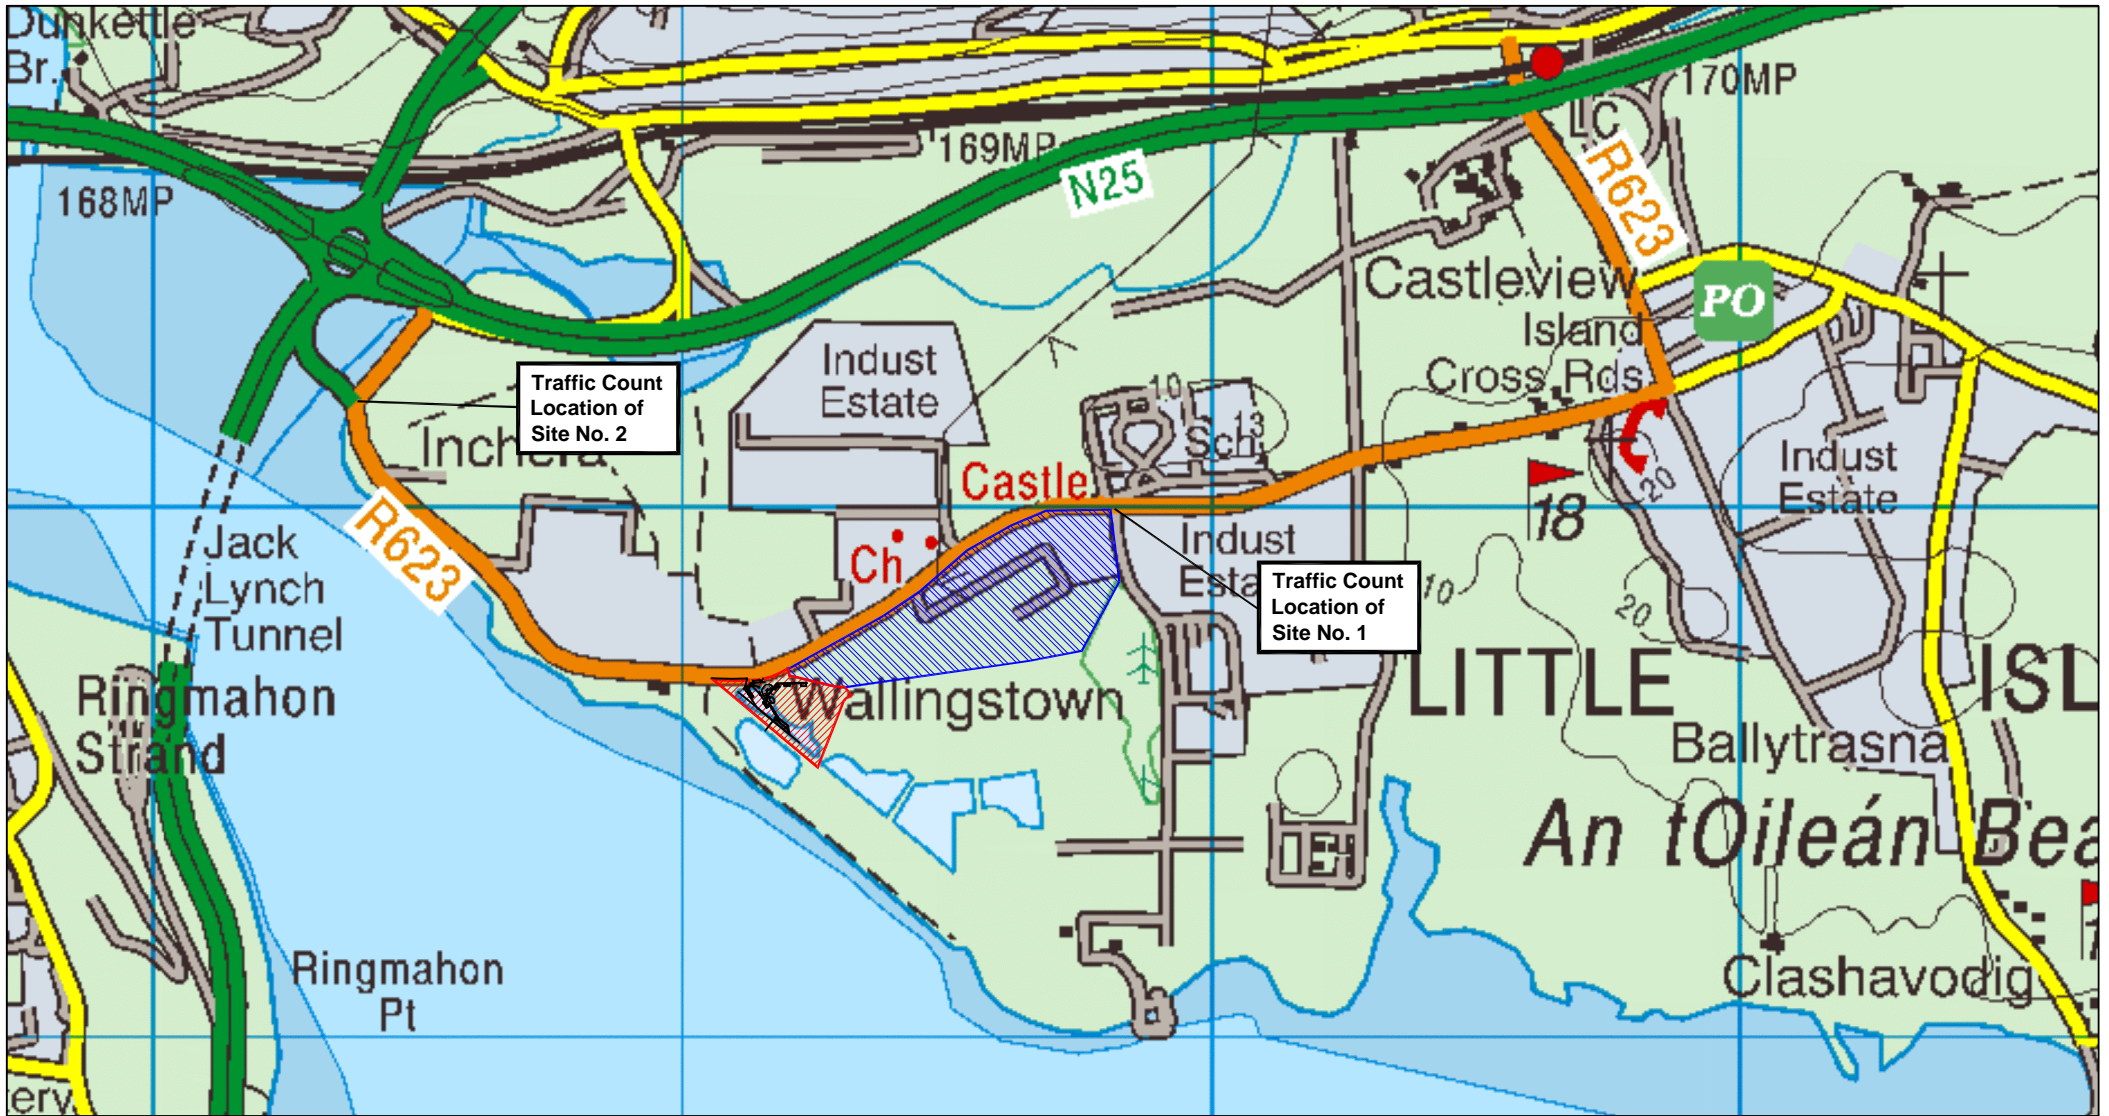 Dunkettle
Br.
168MP
169MP
170MP
LC
N25
R623
Castleview
PO
Island
Cross Rds
Indust
Estate
Traffic Count
Location of
Site No. 2
10
13
Sch
Castle
Indust
Estate
20
18
R623
Ch
Indust
Traffic Count
Location of
Site No. 1
10
20
Jack
Lynch
Tunnel
Ringmahon
Strand
Wallingstown
LITTLE
ISL
Ballytrasna
An tOileán Bea
Clashavodig
Ringmahon
Pt
ery